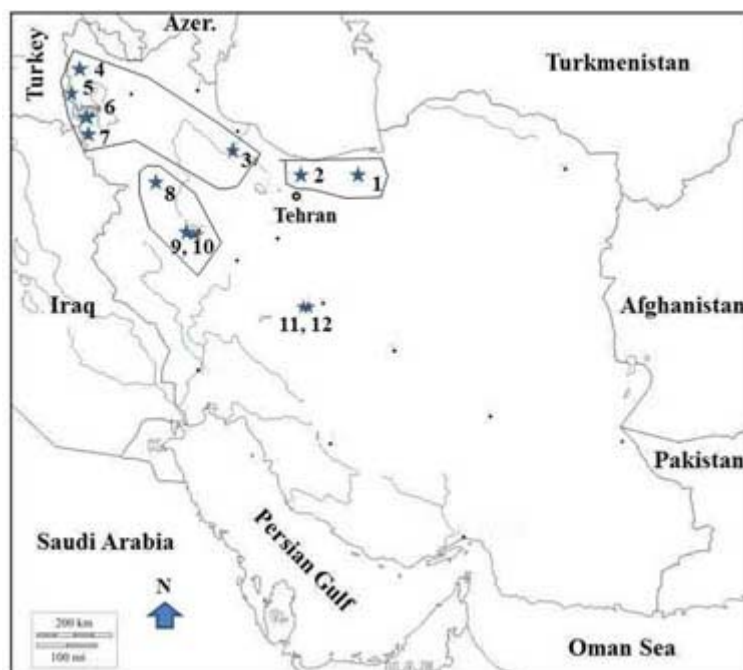 Azer.
Turkey
Turkmenistan
4
5
6
7
3
2
1
8
Tehran
9, 10
Iraq
Afghanistan
11, 12
Pakistan
Saudi Arabia
Persian Gulf
N
200 km
100 mi
Oman Sea